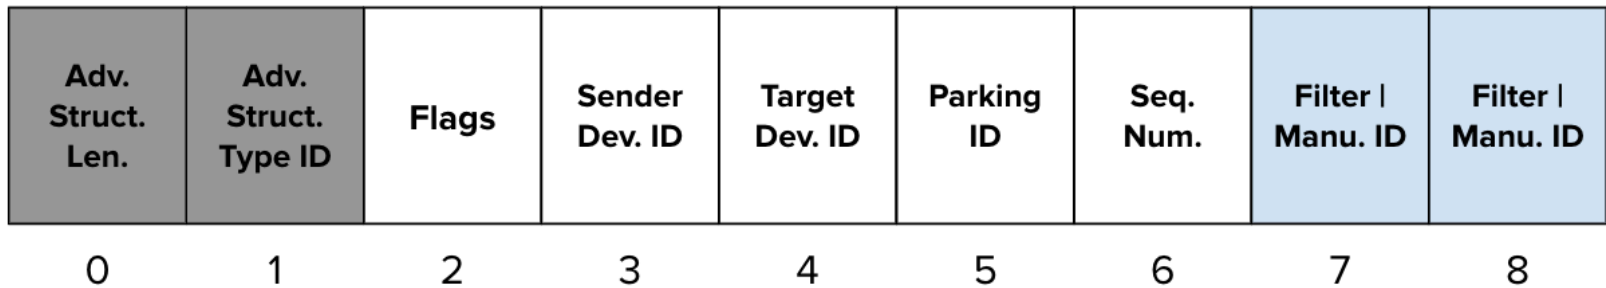 Adv.
Struct.
Len.
Adv.
Struct.
Type ID
Flags
Sender
Dev. ID
Target
Dev. ID
Parking
ID
Seq.
Num.
Filter |
Manu. ID
Filter |
Manu. ID
0 1 2 3 4 5 6 7 8